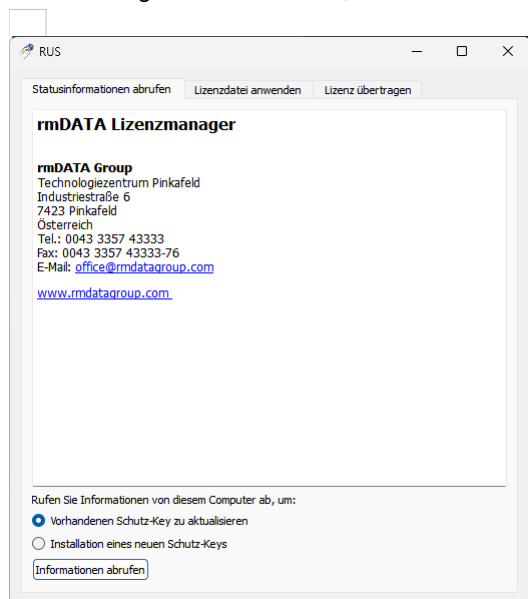 RUS
Statusinformationen abrufen Lizenzdatei anwenden Lizenz übertragen
rmDATA Lizenzmanager
rmDATA Group
Technologiezentrum Pinkafeld
Industriestraße 6
7423 Pinkafeld
Österreich
Tel.: 0043 3357 43333
Fax: 0043 3357 43333-76
E-Mail: office@rmdatagroup.com
www.rmdatagroup.com
Rufen Sie Informationen von diesem Computer ab, um:
Vorhandenen Schutz-Key zu aktualisieren
Installation eines neuen Schutz-Keys
Informationen abrufen